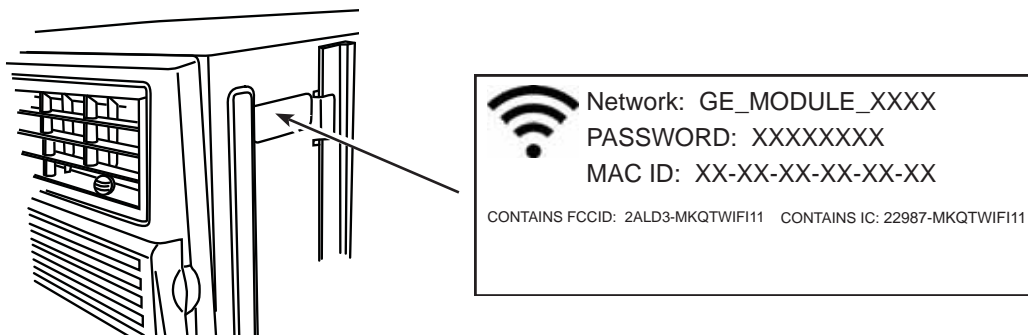 Network: GE_MODULE_XXXX
PASSWORD: XXXXXXXX
MAC ID: XX-XX-XX-XX-XX-XX
CONTAINS FCCID: 2ALD3-MKQTWIFI11 CONTAINS IC: 22987-MKQTWIFI11